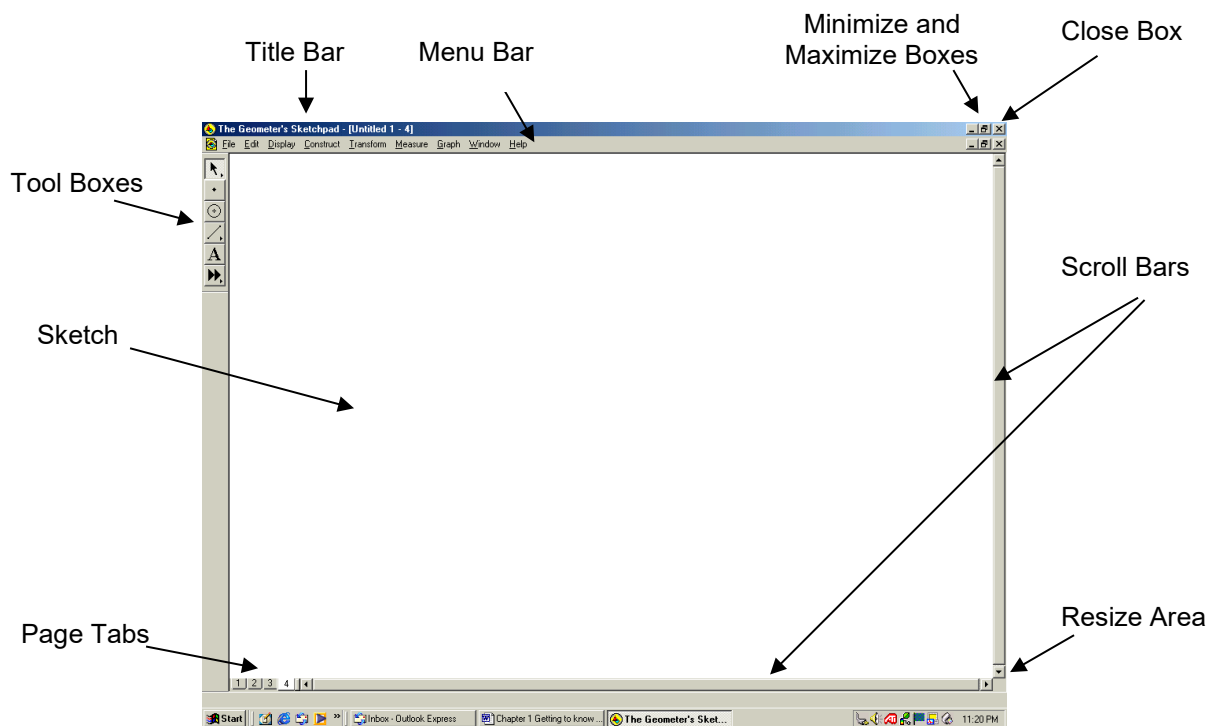 Minimize and
Maximize Boxes
Close Box
Title Bar
Menu Bar
The Geometer's Sketchpad - [Untitled 1 - 4]
File Edit Display Construct Transform Measure Graph Window Help
Tool Boxes
A
Scroll Bars
Sketch
Resize Area
Page Tabs
1 2 3 4
Start Inbox - Outlook Express Chapter 1 Getting to know ... The Geometer's Sket... 11:20 PM